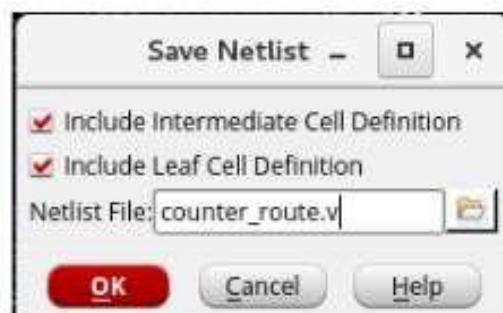 Save Netlist
Include Intermediate Cell Definition
Include Leaf Cell Definition
Netlist File: counter_route.v
OK Cancel Help